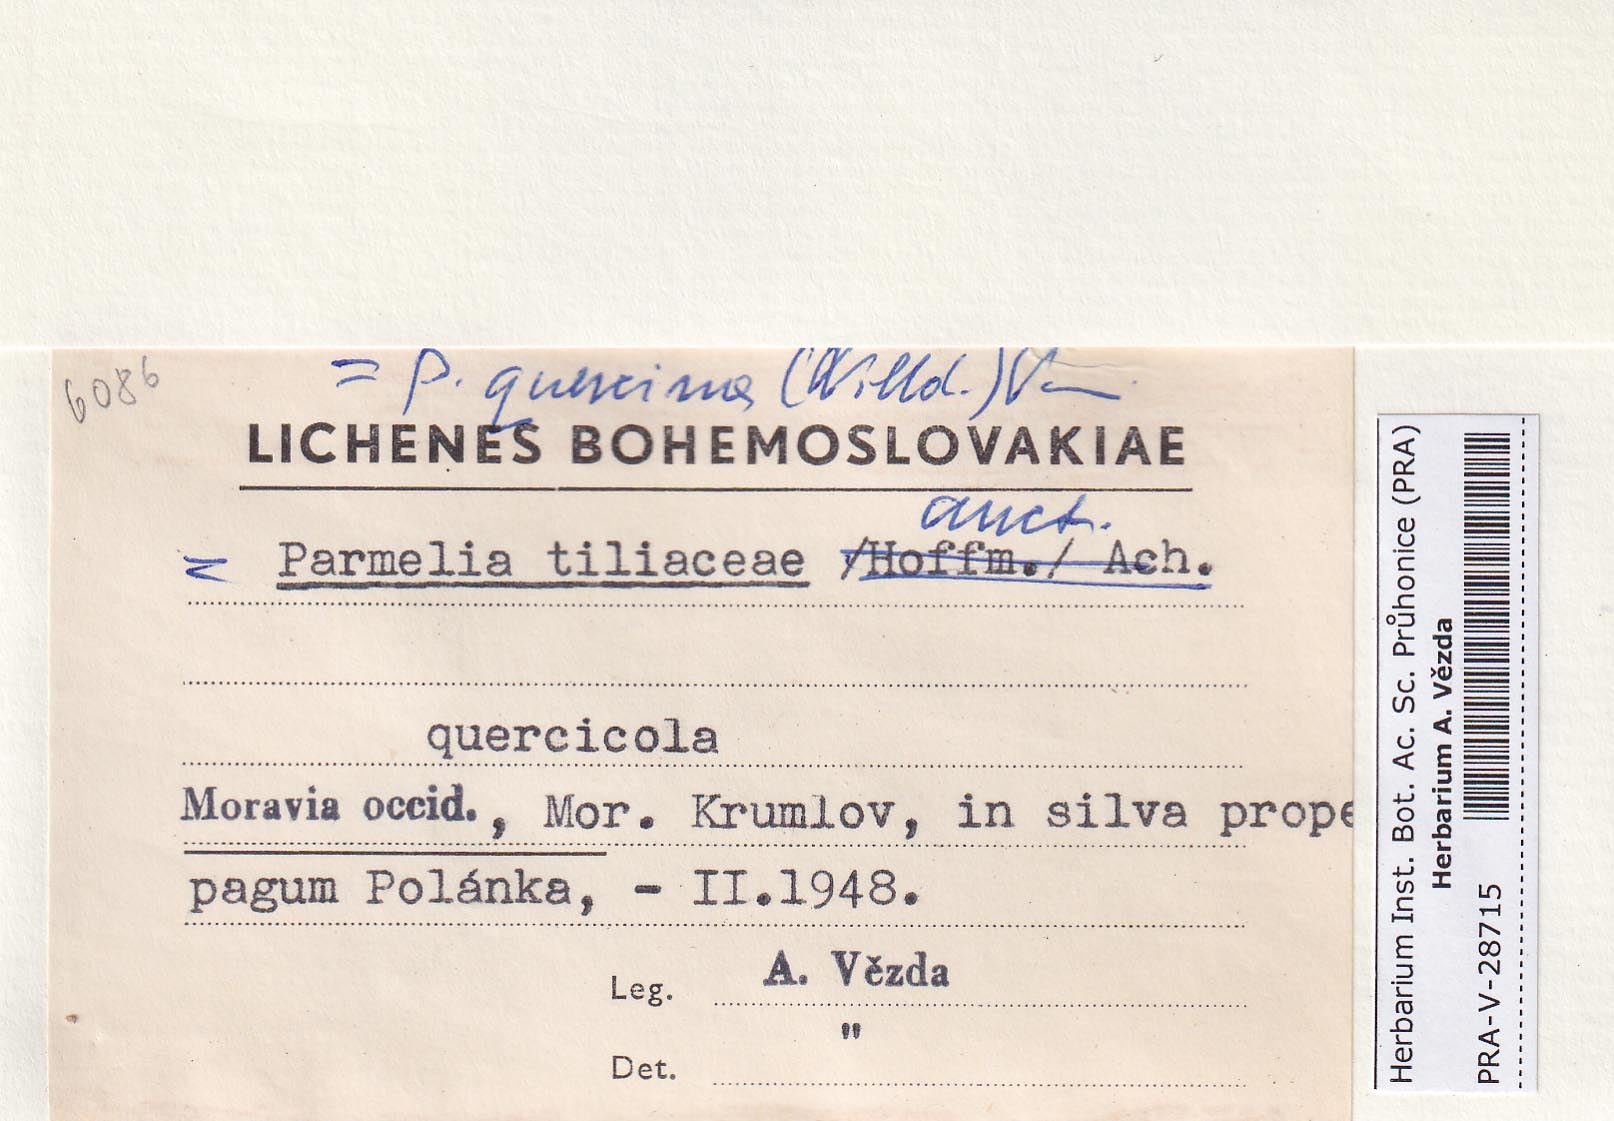 6086
= P. quercina (Willd.) V
LICHENES BOHEMOSLOVAKIAE
auct.
= Parmelia tiliaceae /Hoffm./ Ach.
quercicola
Moravia occid., Mor. Krumlov, in silva prope
pagum Polánka, - II.1948.
Leg. A. Vězda
Det. "
Herbarium Inst. Bot. Ac. Sc. Průhonice (PRA)
Herbarium A. Vězda
PRA-V-28715